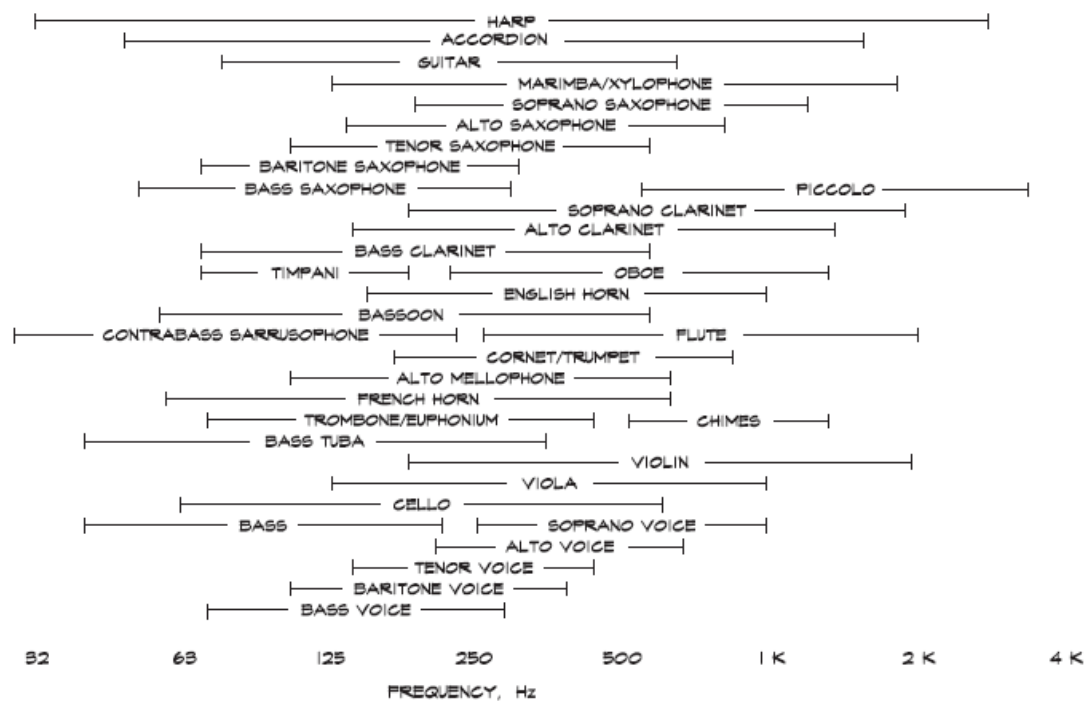 HARP
ACCORDION
GUITAR
MARIMBA/XYLOPHONE
SOPRANO SAXOPHONE
ALTO SAXOPHONE
TENOR SAXOPHONE
BARITONE SAXOPHONE
BASS SAXOPHONE PICCOLO
SOPRANO CLARINET
ALTO CLARINET
BASS CLARINET
TIMPANI OBOE
ENGLISH HORN
BASSOON
CONTRABASS SARRUSOPHONE FLUTE
CORNET/TRUMPET
ALTO MELLOPHONE
FRENCH HORN
TROMBONE/EUPHONIUM CHIMES
BASS TUBA
VIOLIN
VIOLA
CELLO
BASS SOPRANO VOICE
ALTO VOICE
TENOR VOICE
BARITONE VOICE
BASS VOICE
32 63 125 250 500 1 K 2 K 4 K
FREQUENCY, Hz